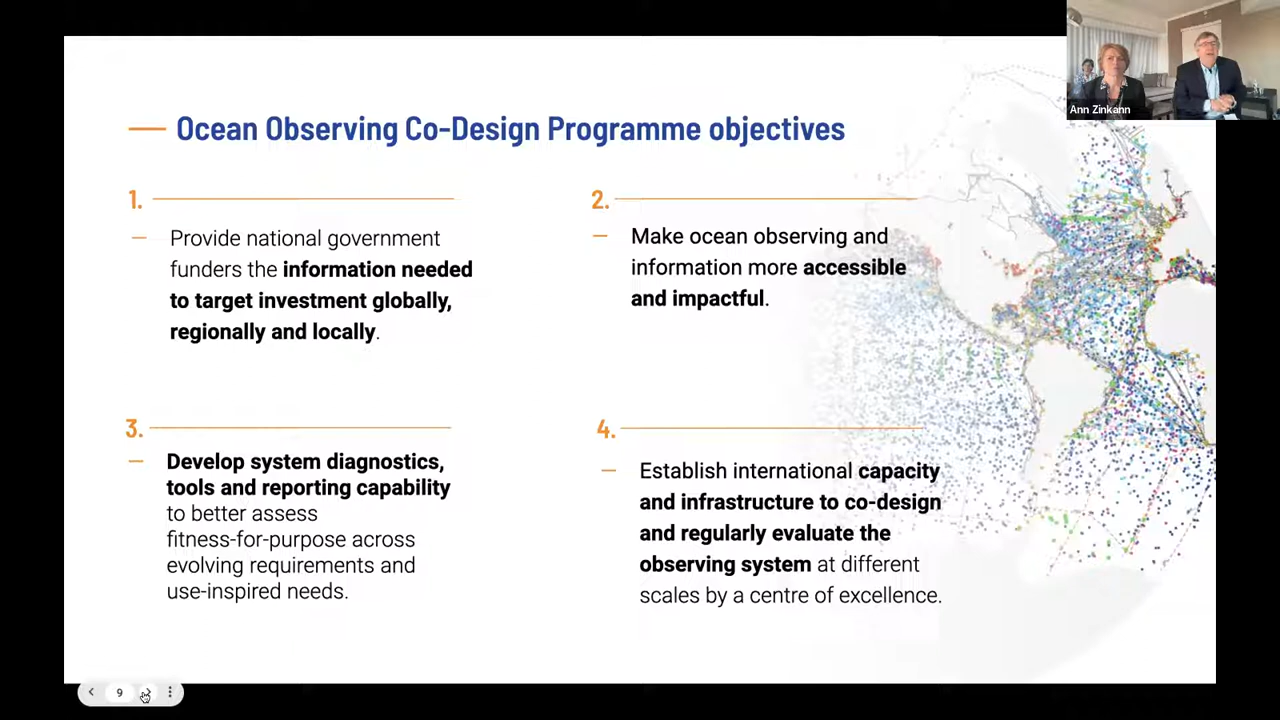 Ocean Observing Co-Design Programme objectives
1.
Provide national government
funders the information needed
to target investment globally,
regionally and locally.
2.
Make ocean observing and
information more accessible
and impactful.
3.
Develop system diagnostics,
tools and reporting capability
to better assess
fitness-for-purpose across
evolving requirements and
use-inspired needs.
4.
Establish international capacity
and infrastructure to co-design
and regularly evaluate the
observing system at different
scales by a centre of excellence.
Ann Zinkann
9